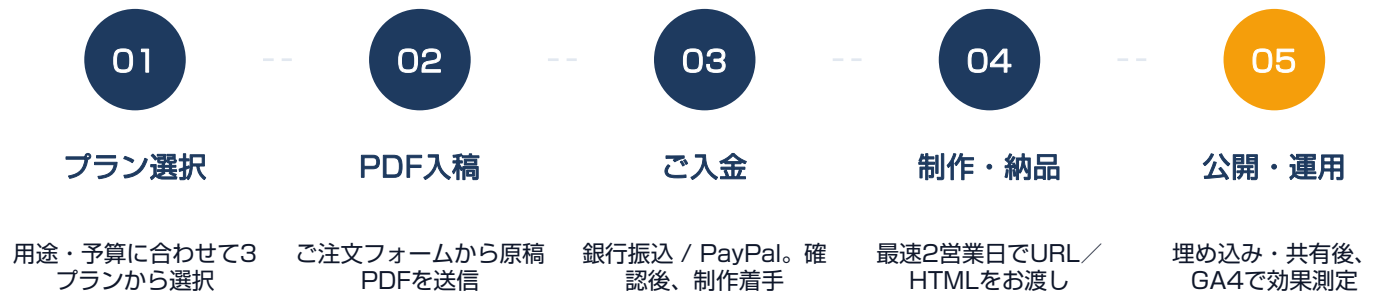 01
プラン選択
用途・予算に合わせて3
プランから選択
02
PDF入稿
ご注文フォームから原稿
PDFを送信
03
ご入金
銀行振込 / PayPal。確
認後、制作着手
04
制作・納品
最速2営業日でURL／
HTMLをお渡し
05
公開・運用
埋め込み・共有後、
GA4で効果測定